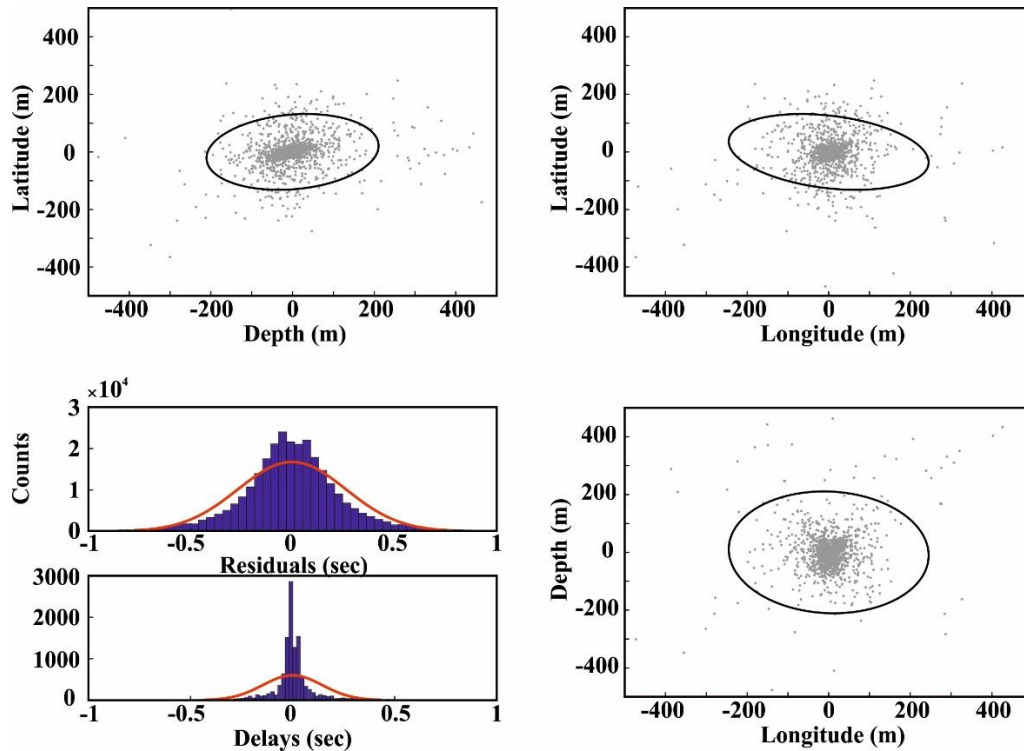 400
200
0
-200
-400
Latitude (m)
-400 -200 0 200 400
Depth (m)
400
200
0
-200
-400
Latitude (m)
-400 -200 0 200 400
Longitude (m)
×10⁴
3
2
1
0
Counts
-1 -0.5 0 0.5 1
Residuals (sec)
3000
1000
0
-1 -0.5 0 0.5 1
Delays (sec)
400
200
0
-200
-400
Depth (m)
-400 -200 0 200 400
Longitude (m)